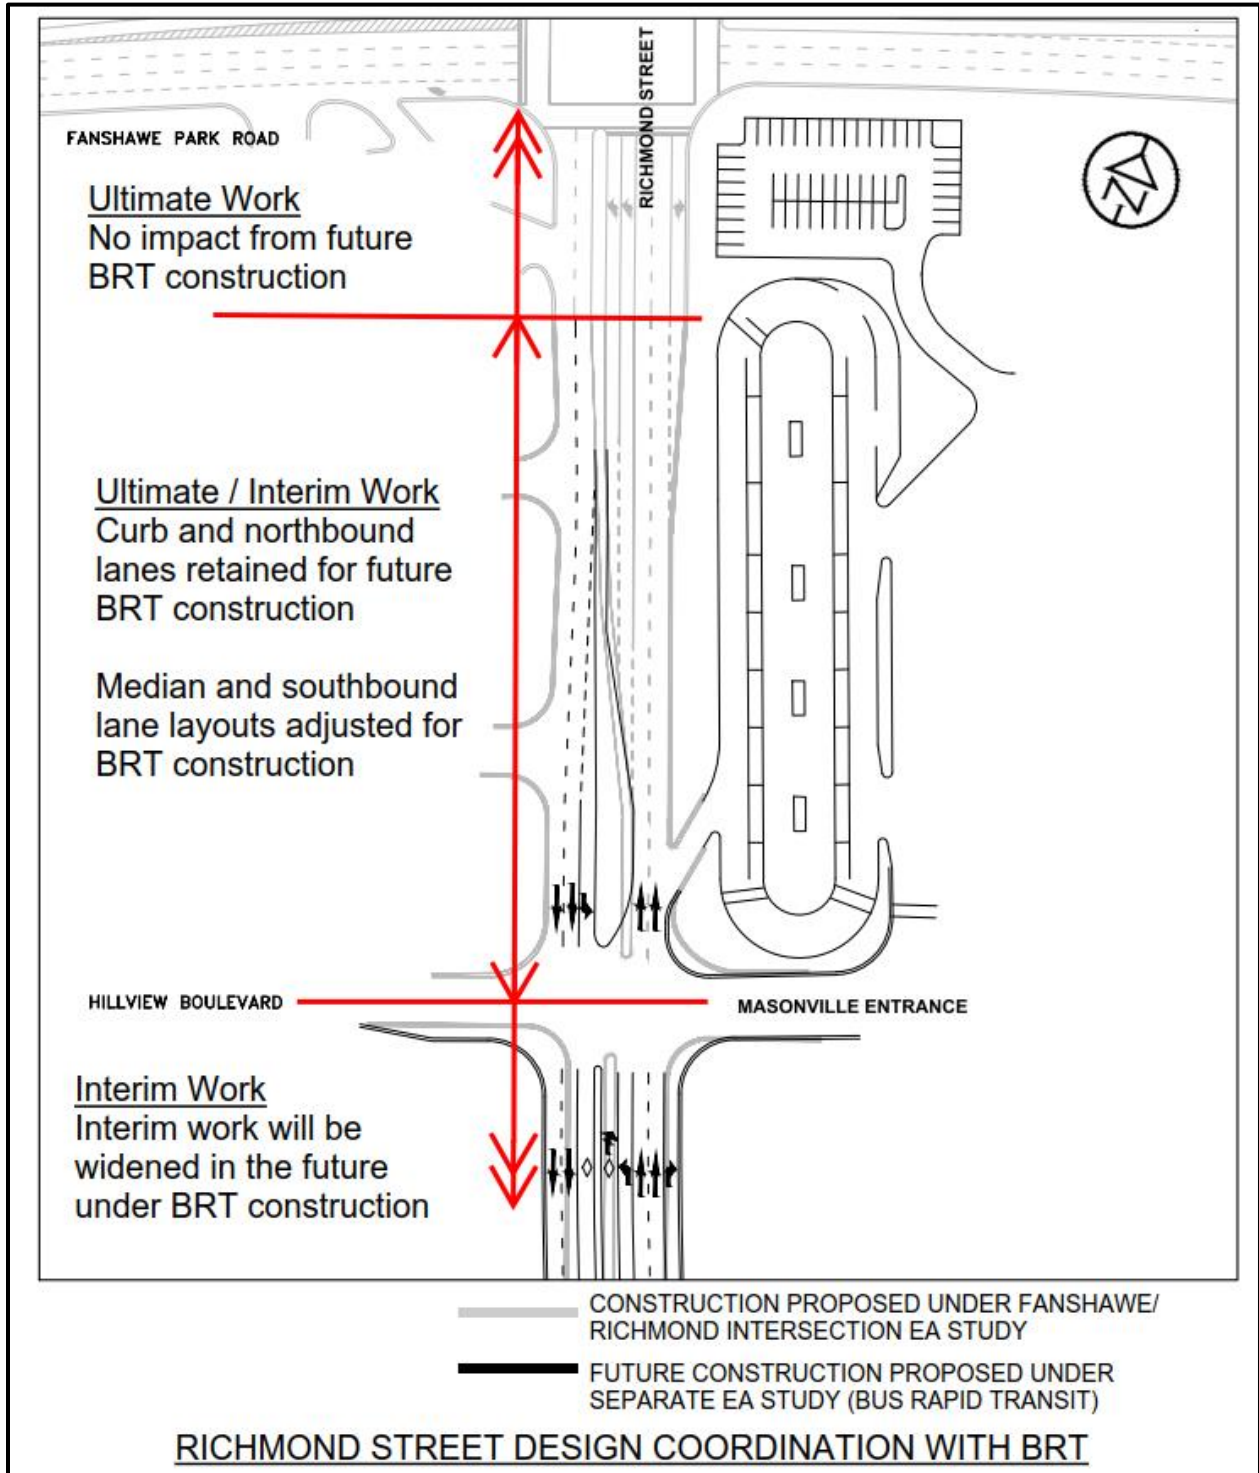 RICHMOND STREET
FANSHAWE PARK ROAD
N
Ultimate Work
No impact from future
BRT construction
Ultimate / Interim Work
Curb and northbound
lanes retained for future
BRT construction
Median and southbound
lane layouts adjusted for
BRT construction
HILLVIEW BOULEVARD
MASONVILLE ENTRANCE
Interim Work
Interim work will be
widened in the future
under BRT construction
CONSTRUCTION PROPOSED UNDER FANSHAWE/
RICHMOND INTERSECTION EA STUDY
FUTURE CONSTRUCTION PROPOSED UNDER
SEPARATE EA STUDY (BUS RAPID TRANSIT)
RICHMOND STREET DESIGN COORDINATION WITH BRT